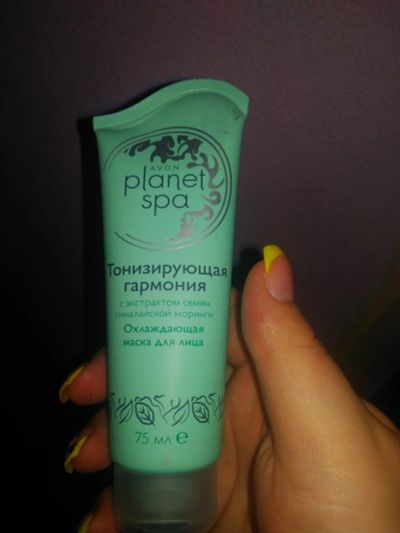 AVON
planet
spa
Тонизирующая
гармония
с экстрактом семян
гималайской моринги
Охлаждающая
маска для лица
75 мл e